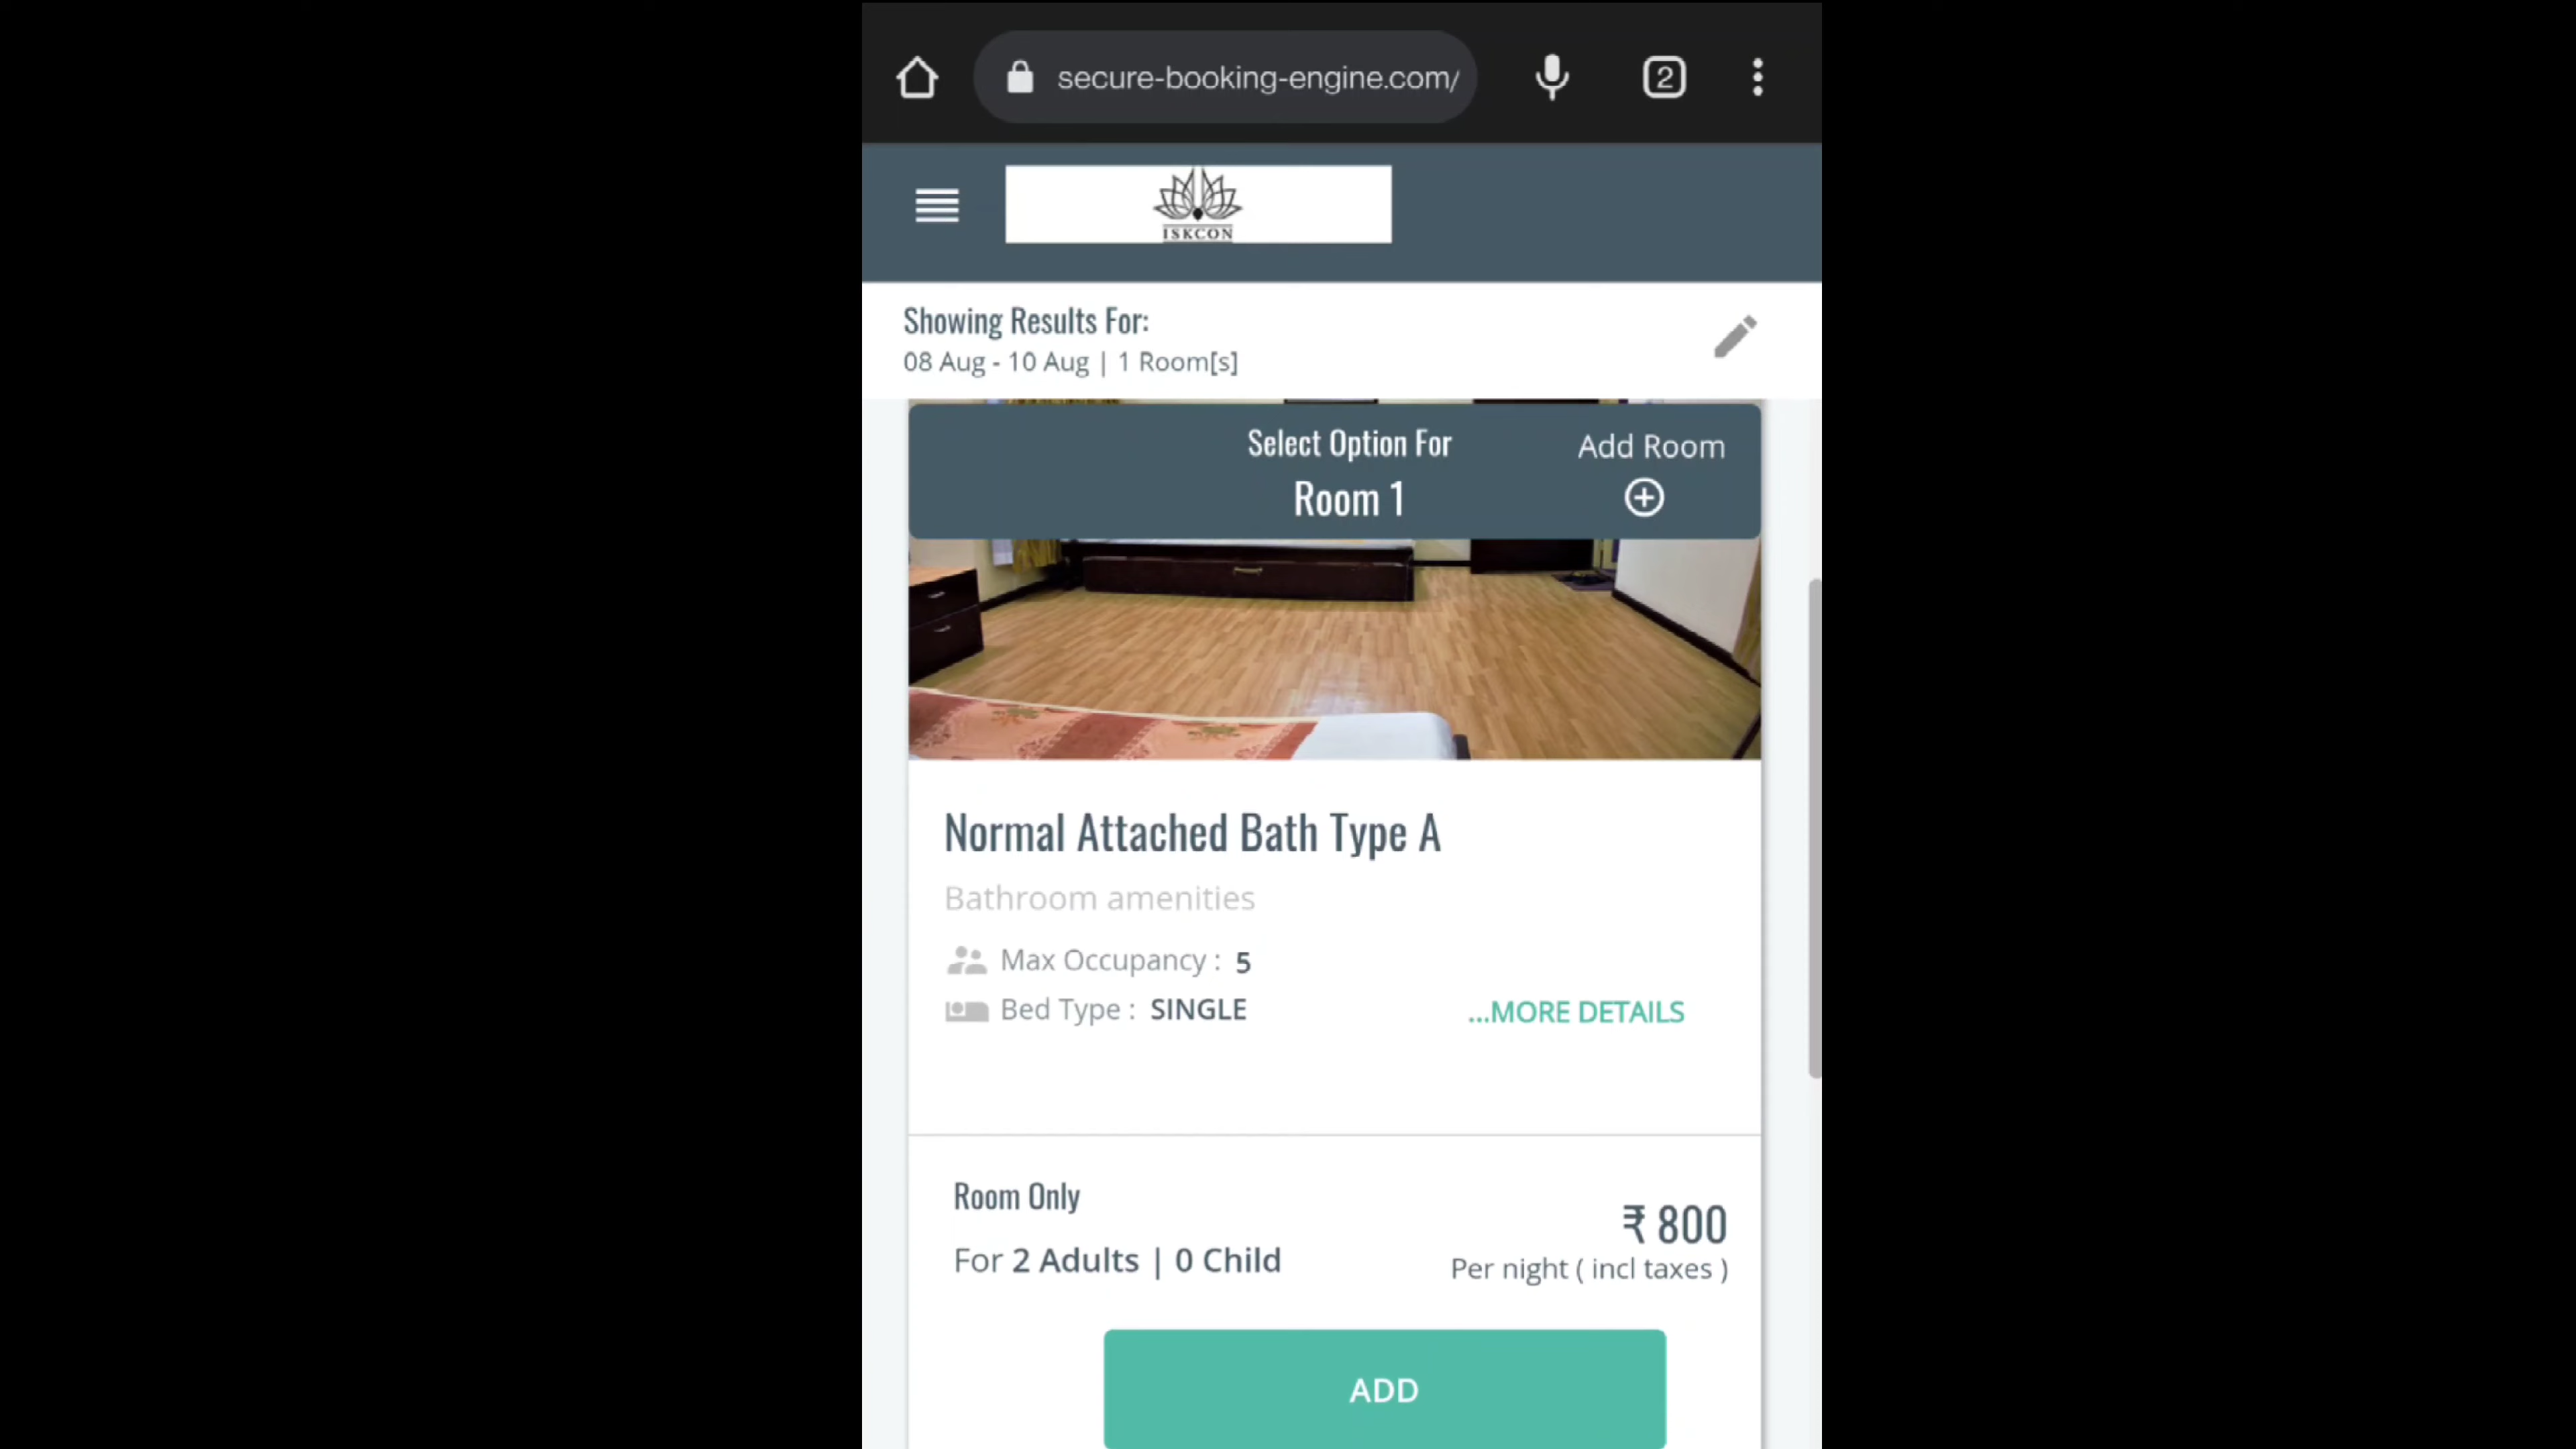 secure-booking-engine.com/
2
ISKCON
Showing Results For:
08 Aug - 10 Aug | 1 Room[s]
Select Option For
Add Room
Room 1
Normal Attached Bath Type A
Bathroom amenities
Max Occupancy : 5
Bed Type : SINGLE
...MORE DETAILS
Room Only
₹ 800
For 2 Adults | 0 Child
Per night ( incl taxes )
ADD